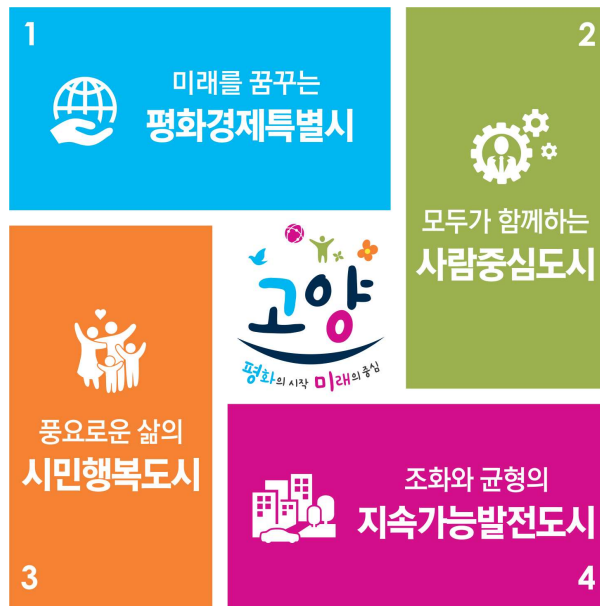 1
미래를 꿈꾸는
평화경제특별시
2
모두가 함께하는
사람중심도시
고양
평화의 시작 미래의 중심
풍요로운 삶의
시민행복도시
3
조화와 균형의
지속가능발전도시
4